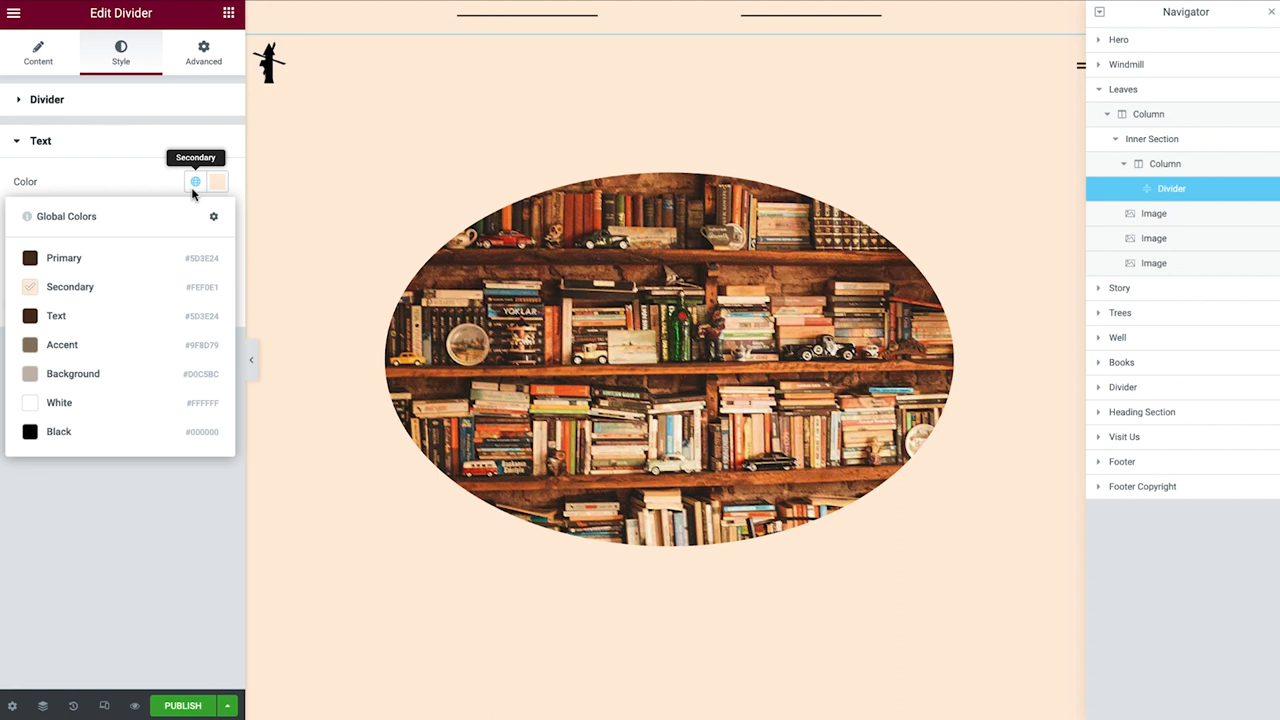 Edit Divider
Content
Style
Advanced
Divider
Text
Secondary
Color
Global Colors
Primary #5D3E24
Secondary #FEF0E1
Text #5D3E24
Accent #9F8D79
Background #D0C5BC
White #FFFFFF
Black #000000
PUBLISH
YOKLAR
Navigator
Hero
Windmill
Leaves
Column
Inner Section
Column
Divider
Image
Image
Image
Story
Trees
Well
Books
Divider
Heading Section
Visit Us
Footer
Footer Copyright